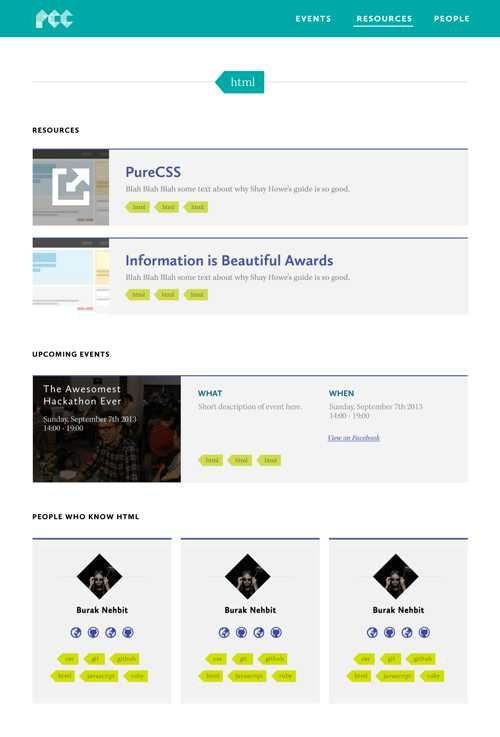 PCC
EVENTS RESOURCES PEOPLE
html
RESOURCES
PureCSS
Blah Blah Blah some text about why Shay Howe's guide is so good.
html html html
Information is Beautiful Awards
Blah Blah Blah some text about why Shay Howe's guide is so good.
html html html
UPCOMING EVENTS
The Awesomest
Hackathon Ever
Sunday, September 7th 2013
14:00 - 19:00
WHAT
Short description of event here.
html html html
WHEN
Sunday, September 7th 2013
14:00 - 19:00
View on Facebook
PEOPLE WHO KNOW HTML
Burak Nehbit
css git github
html javascript ruby
Burak Nehbit
css git github
html javascript ruby
Burak Nehbit
css git github
html javascript ruby